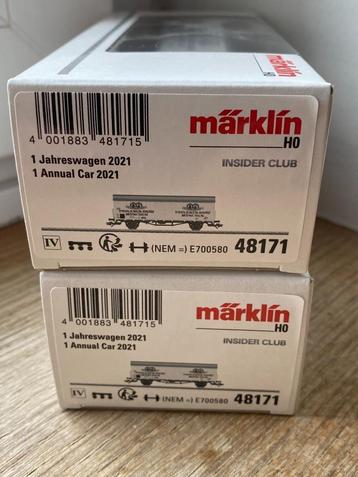 märklin
H0
4 001883 481715
1 Jahreswagen 2021
1 Annual Car 2021
INSIDER CLUB
IV
(NEM =) E700580
48171
märklin
H0
4 001883 481715
1 Jahreswagen 2021
1 Annual Car 2021
INSIDER CLUB
IV
(NEM =) E700580
48171